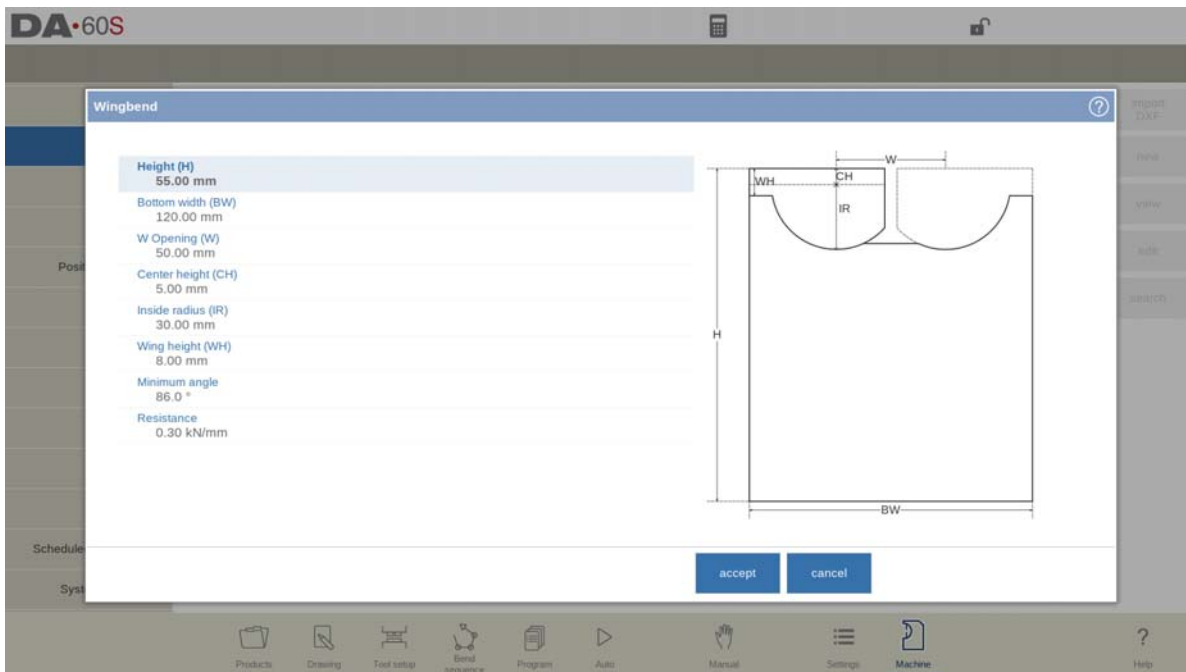 DA•60S
Wingbend
?
import
DXF
new
view
edit
search
Posit
Schedule
Syst
Height (H)
55.00 mm
Bottom width (BW)
120.00 mm
W Opening (W)
50.00 mm
Center height (CH)
5.00 mm
Inside radius (IR)
30.00 mm
Wing height (WH)
8.00 mm
Minimum angle
86.0 °
Resistance
0.30 kN/mm
W
WH
CH
IR
H
BW
accept
cancel
Products
Drawing
Tool setup
Bend
sequence
Program
Auto
Manual
Settings
Machine
?
Help